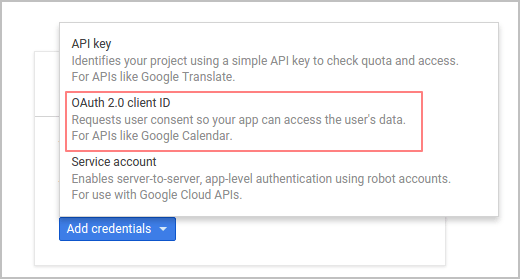 API key
Identifies your project using a simple API key to check quota and access.
For APIs like Google Translate.
OAuth 2.0 client ID
Requests user consent so your app can access the user's data.
For APIs like Google Calendar.
Service account
Enables server-to-server, app-level authentication using robot accounts.
For use with Google Cloud APIs.
Add credentials